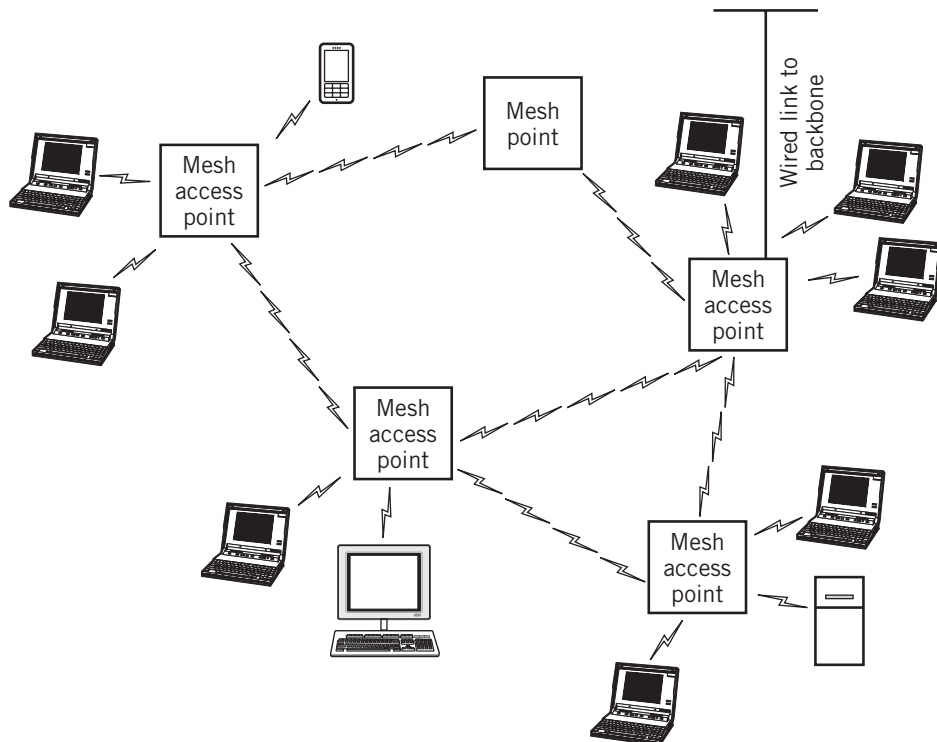 Mesh
point
Wired link to
backbone
Mesh
access
point
Mesh
access
point
Mesh
access
point
Mesh
access
point